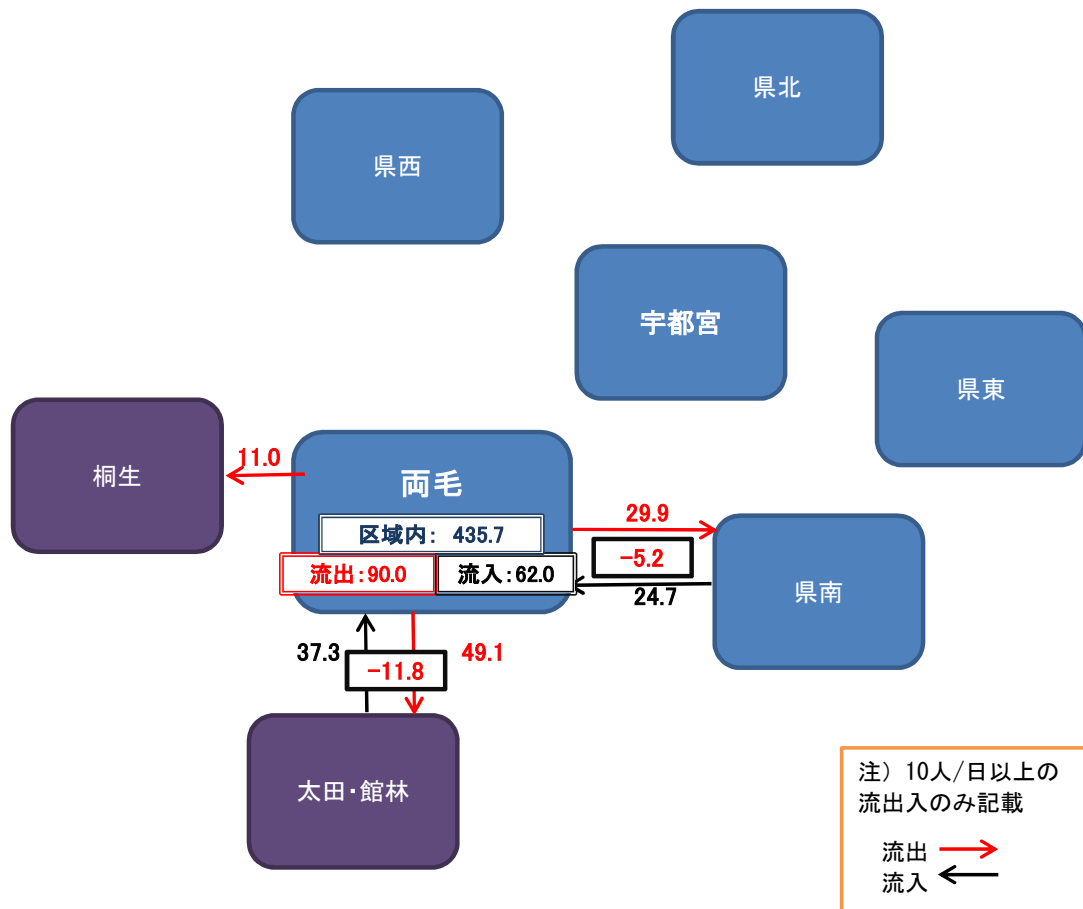 県北
県西
宇都宮
県東
桐生
11.0
両毛
区域内： 435.7
流出：90.0
流入：62.0
29.9
−5.2
24.7
県南
37.3
−11.8
49.1
太田・館林
注）10人/日以上の
流出入のみ記載
流出
流入